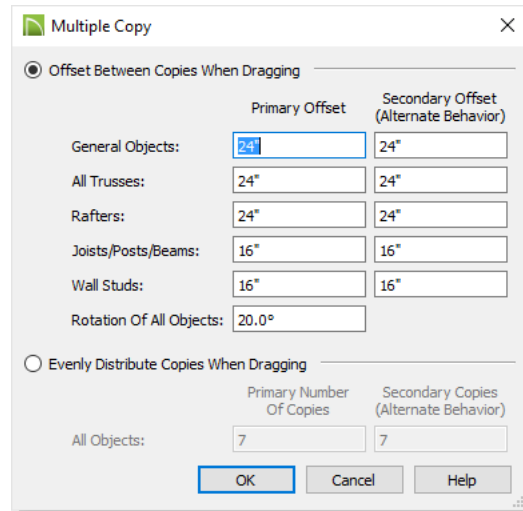 Multiple Copy
Offset Between Copies When Dragging
Primary Offset
Secondary Offset
(Alternate Behavior)
General Objects: 24" 24"
All Trusses: 24" 24"
Rafters: 24" 24"
Joists/Posts/Beams: 16" 16"
Wall Studs: 16" 16"
Rotation Of All Objects: 20.0°
Evenly Distribute Copies When Dragging
Primary Number
Of Copies
Secondary Copies
(Alternate Behavior)
All Objects: 7 7
OK Cancel Help